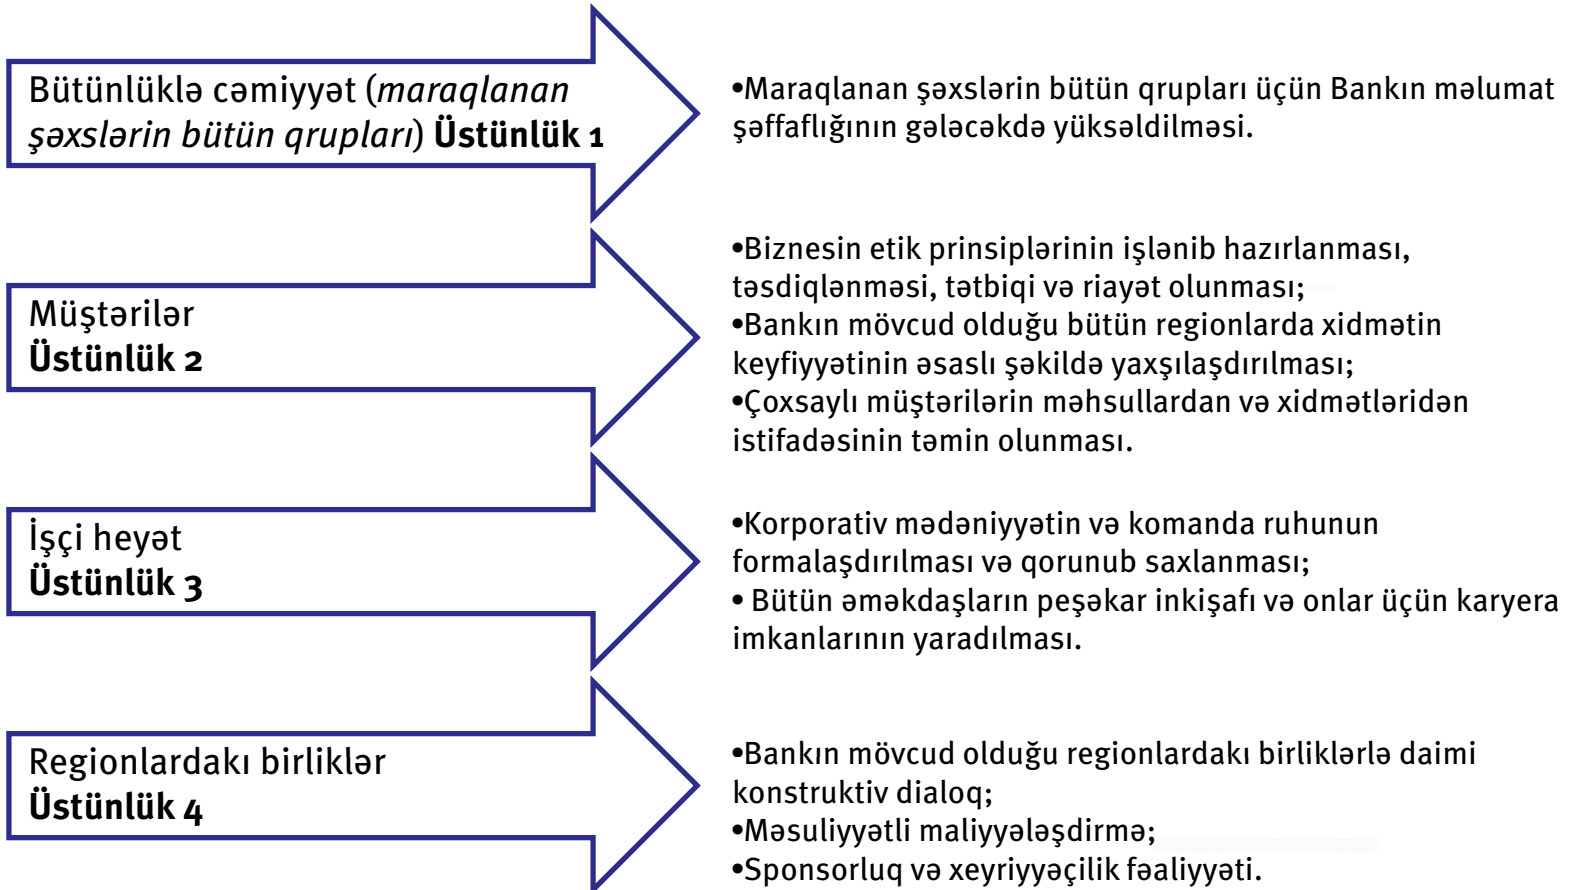 Bütünlüklə cəmiyyət (maraqlanan
şəxslərin bütün qrupları) Üstünlük 1
•Maraqlanan şəxslərin bütün qrupları üçün Bankın məlumat
şəffaflığının gələcəkdə yüksəldilməsi.
Müştərilər
Üstünlük 2
•Biznesin etik prinsiplərinin işlənib hazırlanması,
təsdiqlənməsi, tətbiqi və riayət olunması;
•Bankın mövcud olduğu bütün regionlarda xidmətin
keyfiyyətinin əsaslı şəkildə yaxşılaşdırılması;
•Çoxsaylı müştərilərin məhsullardan və xidmətləridən
istifadəsinin təmin olunması.
İşçi heyət
Üstünlük 3
•Korporativ mədəniyyətin və komanda ruhunun
formalaşdırılması və qorunub saxlanması;
• Bütün əməkdaşların peşəkar inkişafı və onlar üçün karyera
imkanlarının yaradılması.
Regionlardakı birliklər
Üstünlük 4
•Bankın mövcud olduğu regionlardakı birliklərlə daimi
konstruktiv dialoq;
•Məsuliyyətli maliyyələşdirmə;
•Sponsorluq və xeyriyyəçilik fəaliyyəti.